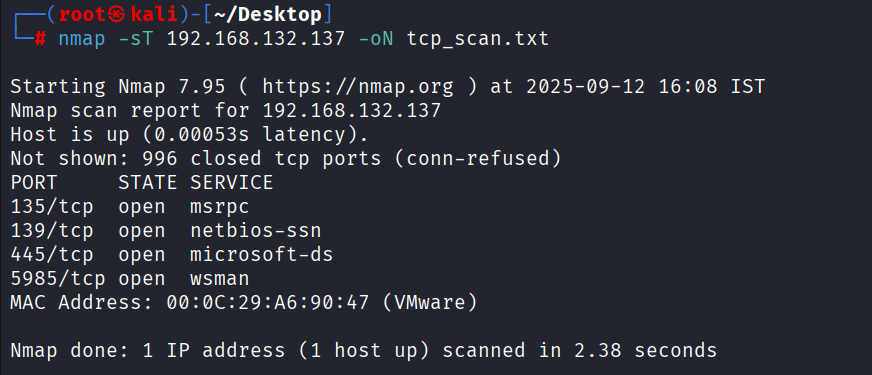 ┌──(root㉿kali)-[~/Desktop]
└─# nmap -sT 192.168.132.137 -oN tcp_scan.txt
Starting Nmap 7.95 ( https://nmap.org ) at 2025-09-12 16:08 IST
Nmap scan report for 192.168.132.137
Host is up (0.00053s latency).
Not shown: 996 closed tcp ports (conn-refused)
PORT     STATE SERVICE
135/tcp  open  msrpc
139/tcp  open  netbios-ssn
445/tcp  open  microsoft-ds
5985/tcp open  wsman
MAC Address: 00:0C:29:A6:90:47 (VMware)
Nmap done: 1 IP address (1 host up) scanned in 2.38 seconds